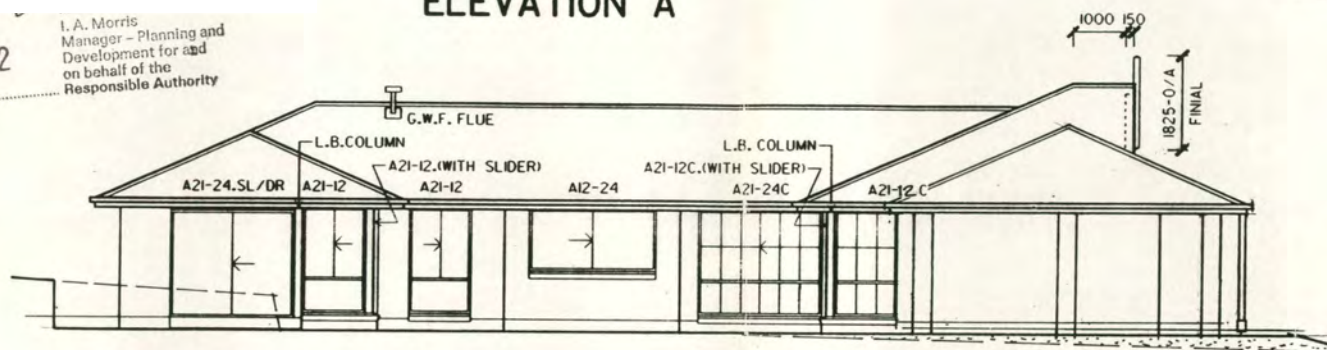 ELEVATION A
I. A. Morris
Manager – Planning and
Development for and
on behalf of the
Responsible Authority
2
1000 150
1825-O/A
FINIAL
G.W.F. FLUE
L.B.COLUMN
L.B. COLUMN
A21-12.(WITH SLIDER)
A21-12C.(WITH SLIDER)
A21-24.SL/DR
A21-12
A21-12
A12-24
A21-24C
A21-12C